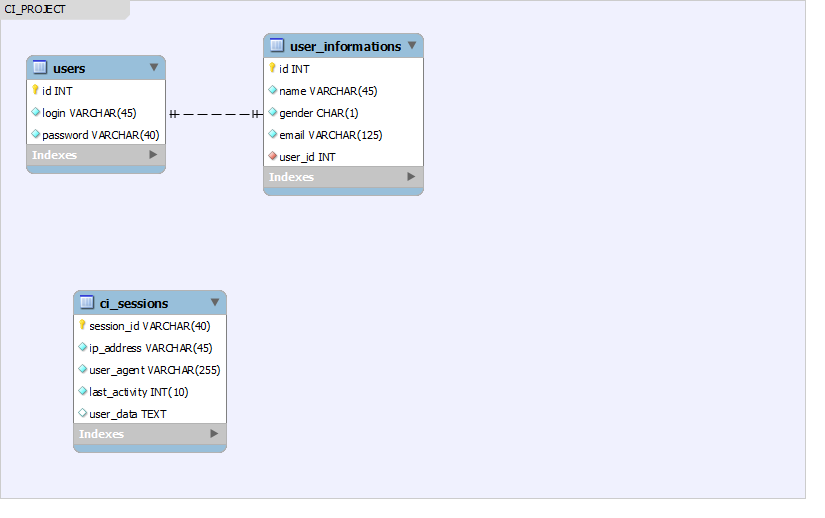 CI_PROJECT
users
id INT
login VARCHAR(45)
password VARCHAR(40)
Indexes
user_informations
id INT
name VARCHAR(45)
gender CHAR(1)
email VARCHAR(125)
user_id INT
Indexes
ci_sessions
session_id VARCHAR(40)
ip_address VARCHAR(45)
user_agent VARCHAR(255)
last_activity INT(10)
user_data TEXT
Indexes